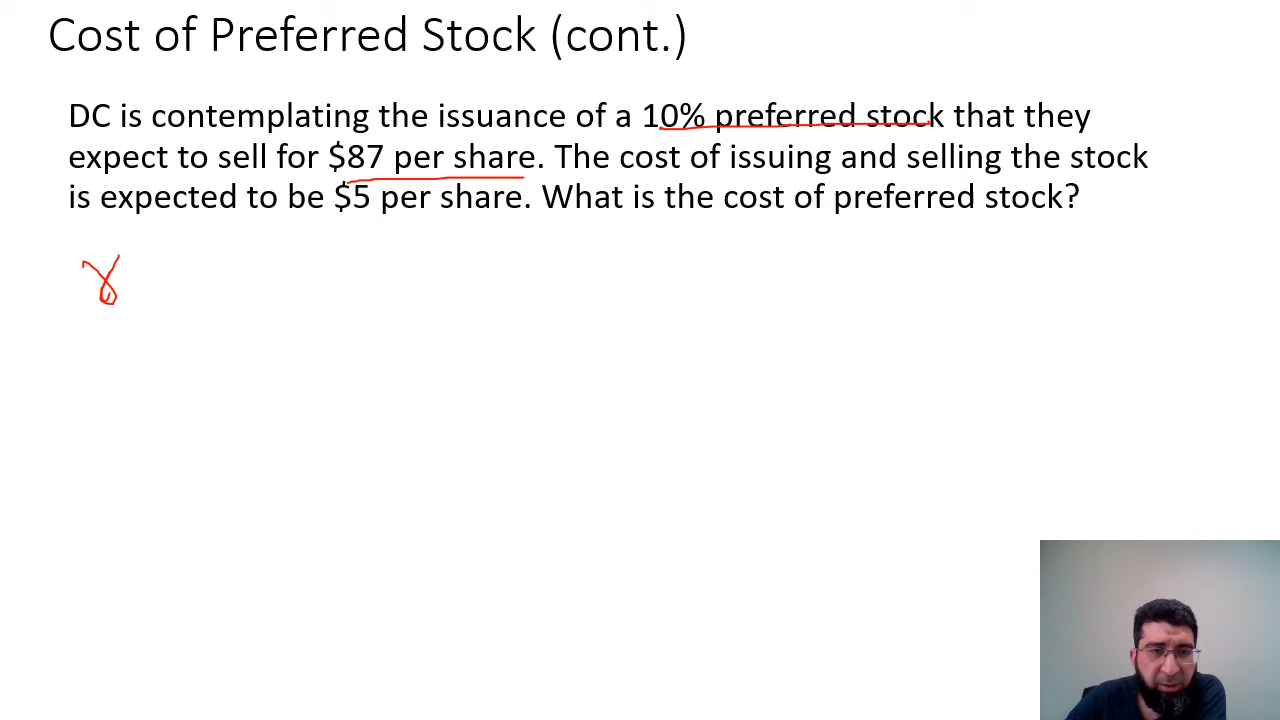 Cost of Preferred Stock (cont.)
DC is contemplating the issuance of a 10% preferred stock that they
expect to sell for $87 per share. The cost of issuing and selling the stock
is expected to be $5 per share. What is the cost of preferred stock?